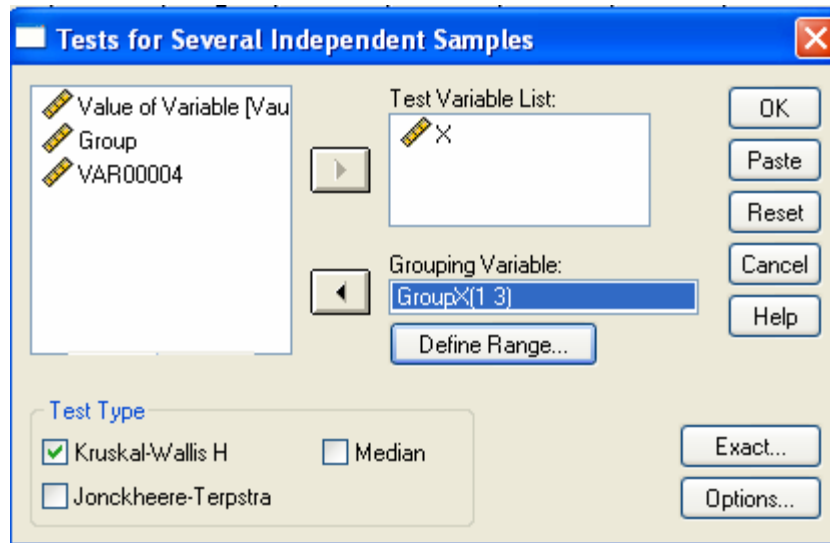 Tests for Several Independent Samples
Value of Variable [Vau
Group
VAR00004
Test Variable List:
X
Grouping Variable:
GroupX(1 3)
Define Range...
OK
Paste
Reset
Cancel
Help
Test Type
Kruskal-Wallis H
Median
Jonckheere-Terpstra
Exact...
Options...